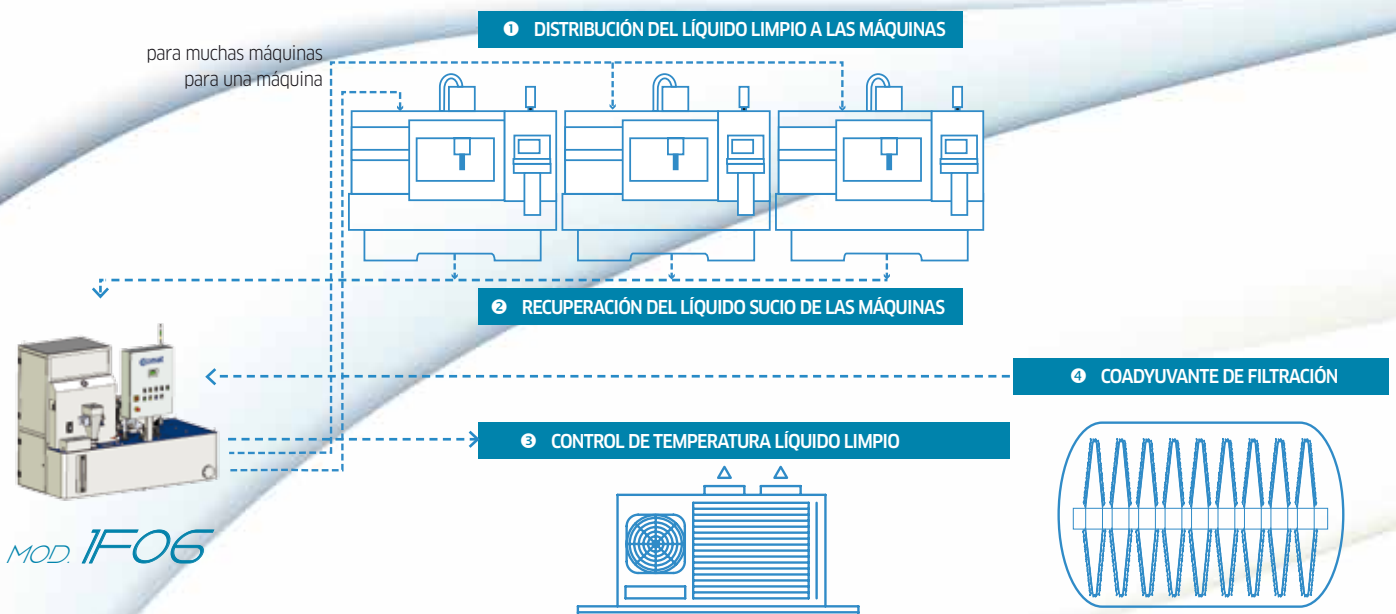 ❶ DISTRIBUCIÓN DEL LÍQUIDO LIMPIO A LAS MÁQUINAS
para muchas máquinas
para una máquina
❷ RECUPERACIÓN DEL LÍQUIDO SUCIO DE LAS MÁQUINAS
❹ COADYUVANTE DE FILTRACIÓN
❸ CONTROL DE TEMPERATURA LÍQUIDO LIMPIO
MOD. 1F06